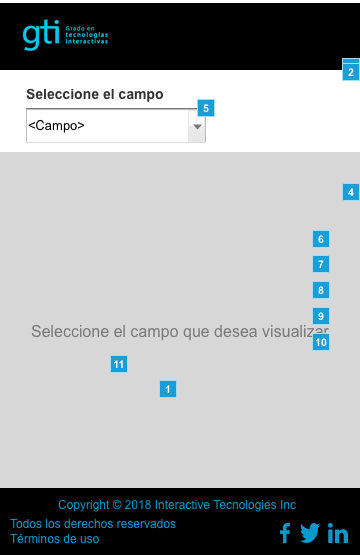 gti Grado en
tecnologías
interactivas
2
Seleccione el campo
5
<Campo>
4
6
7
8
9
Seleccione el campo que desea visualizar
10
11
1
Copyright © 2018 Interactive Tecnologies Inc
Todos los derechos reservados
Términos de uso